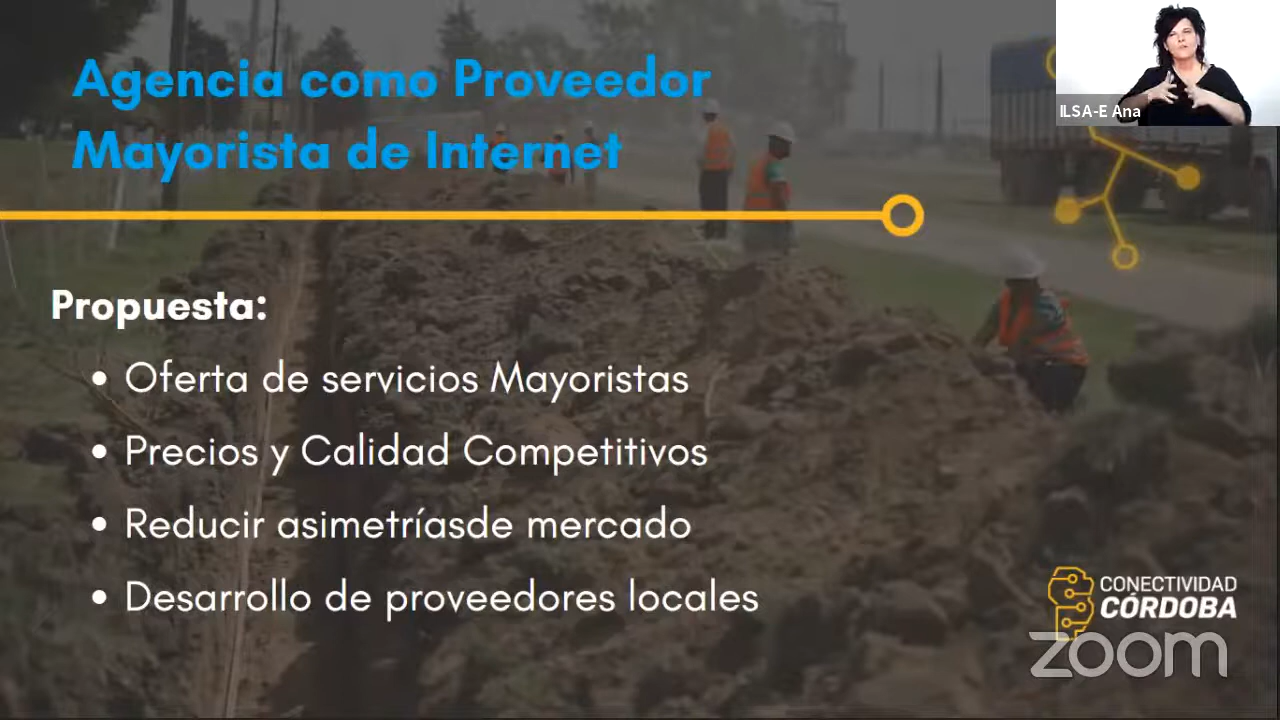 Agencia como Proveedor
Mayorista de Internet
ILSA-E Ana
Propuesta:
• Oferta de servicios Mayoristas
• Precios y Calidad Competitivos
• Reducir asimetríasde mercado
• Desarrollo de proveedores locales
CONECTIVIDAD
CÓRDOBA
zoom